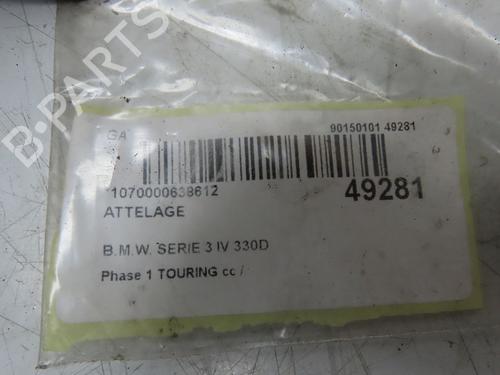 B-PARTS
GA
90150101 49281
*1070000638612
49281
ATTELAGE
B.M.W. SERIE 3 IV 330D
Phase 1 TOURING cc /